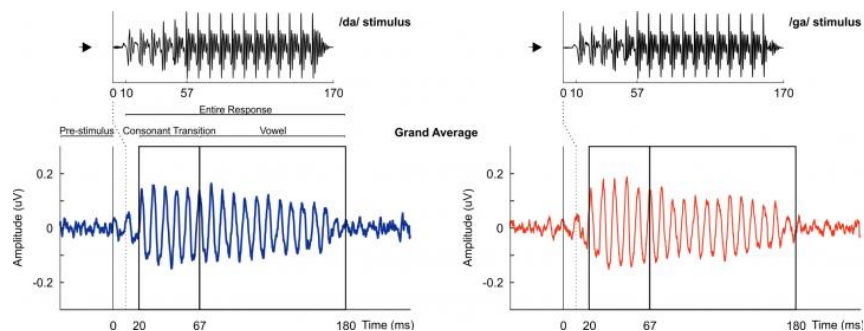 /da/ stimulus
/ga/ stimulus
0 10 57 170
0 10 57 170
Entire Response
Pre-stimulus Consonant Transition Vowel
Grand Average
Amplitude (uV)
0.2
0
-0.2
0 20 67 180 Time (ms)
Amplitude (uV)
0.2
0
-0.2
0 20 67 180 Time (ms)